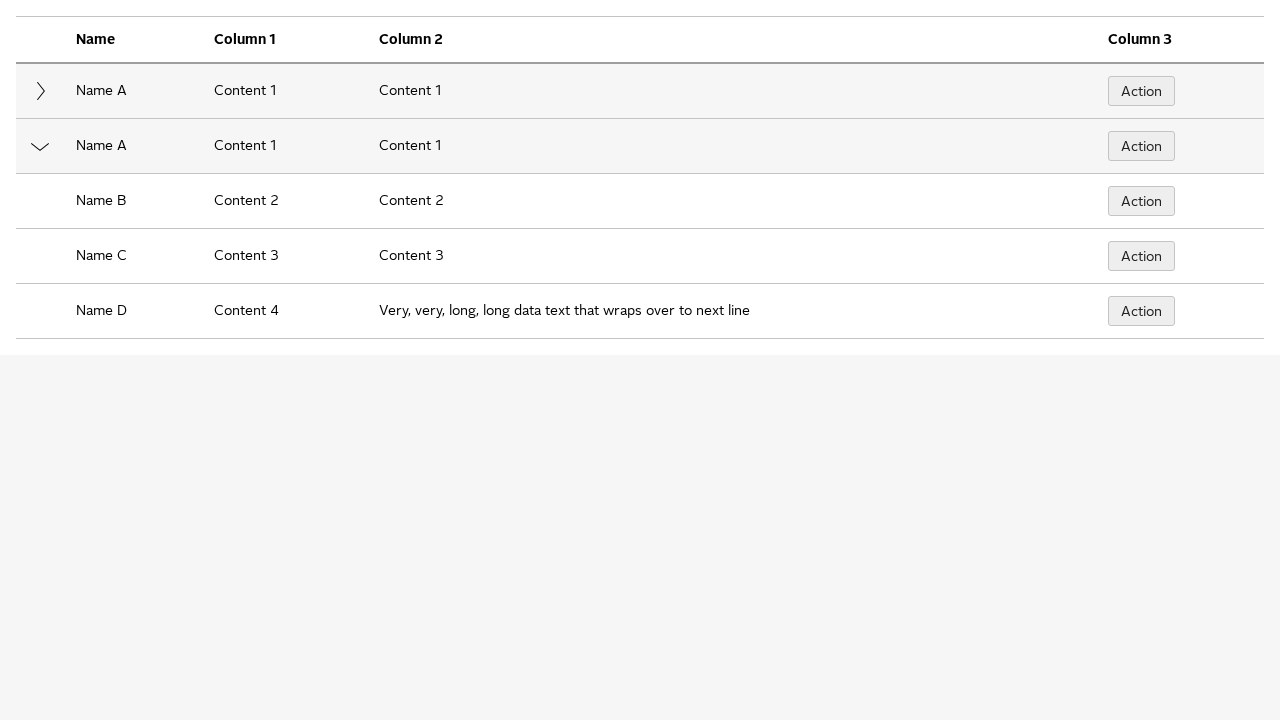 Name Column 1 Column 2 Column 3
Name A Content 1 Content 1 Action
Name A Content 1 Content 1 Action
Name B Content 2 Content 2 Action
Name C Content 3 Content 3 Action
Name D Content 4 Very, very, long, long data text that wraps over to next line Action